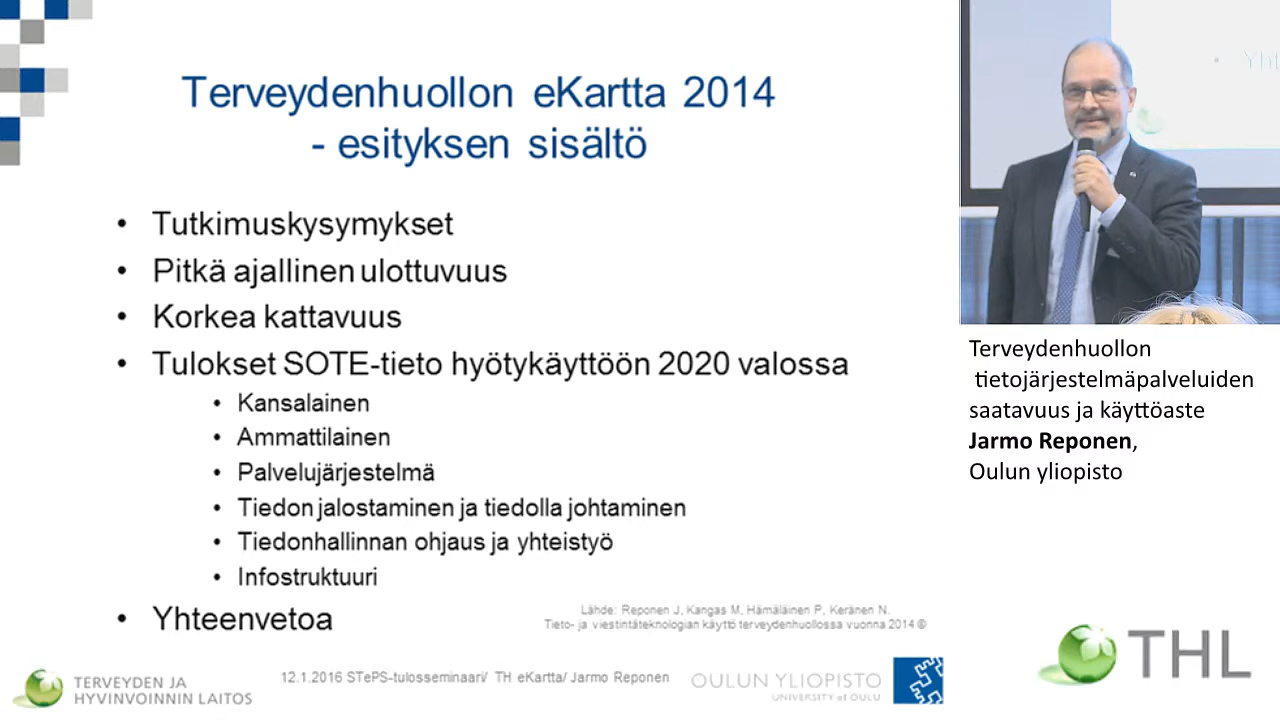 Terveydenhuollon eKartta 2014
- esityksen sisältö
• Tutkimuskysymykset
• Pitkä ajallinen ulottuvuus
• Korkea kattavuus
• Tulokset SOTE-tieto hyötykäyttöön 2020 valossa
• Kansalainen
• Ammattilainen
• Palvelujärjestelmä
• Tiedon jalostaminen ja tiedolla johtaminen
• Tiedonhallinnan ohjaus ja yhteistyö
• Infostruktuuri
• Yhteenvetoa
Lähde: Reponen J, Kangas M, Hämäläinen P, Keränen N.
Tieto- ja viestintäteknologian käyttö terveydenhuollossa vuonna 2014 ©
TERVEYDEN JA
HYVINVOINNIN LAITOS
12.1.2016 STePS-tulosseminaari/ TH eKartta/ Jarmo Reponen
OULUN YLIOPISTO
UNIVERSITY of OULU
• Yht
Terveydenhuollon
tietojärjestelmäpalveluiden
saatavuus ja käyttöaste
Jarmo Reponen,
Oulun yliopisto
THL